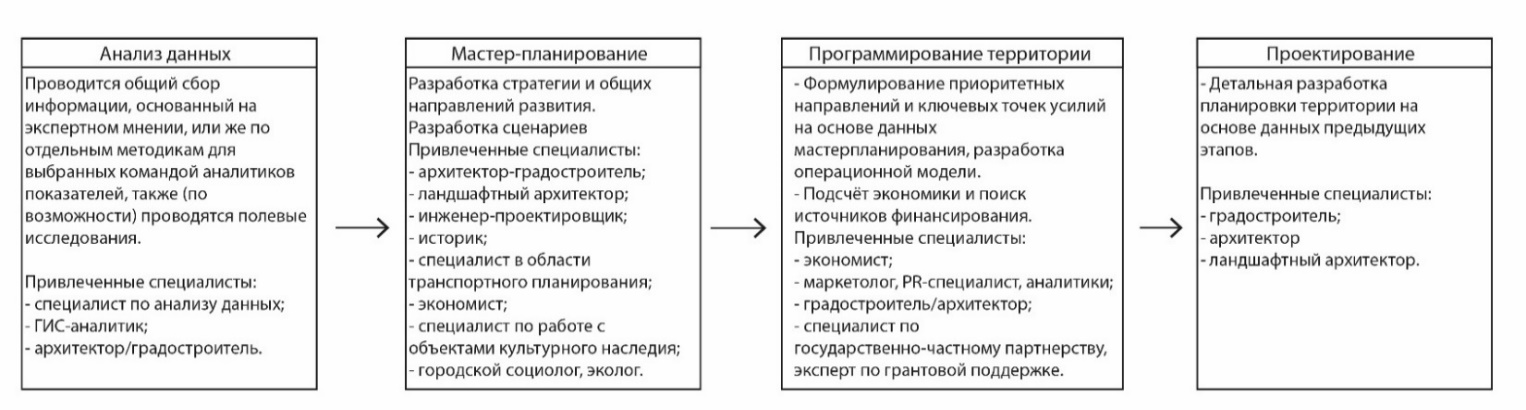 Анализ данных
Проводится общий сбор
информации, основанный на
экспертном мнении, или же по
отдельным методикам для
выбранных командой аналитиков
показателей, также (по
возможности) проводятся полевые
исследования.
Привлеченные специалисты:
- специалист по анализу данных;
- ГИС-аналитик;
- архитектор/градостроитель.
Мастер-планирование
Разработка стратегии и общих
направлений развития.
Разработка сценариев
Привлеченные специалисты:
- архитектор-градостроитель;
- ландшафтный архитектор;
- инженер-проектировщик;
- историк;
- специалист в области
транспортного планирования;
- экономист;
- специалист по работе с
объектами культурного наследия;
- городской социолог, эколог.
Программирование территории
- Формулирование приоритетных
направлений и ключевых точек усилий
на основе данных
мастерпланирования, разработка
операционной модели.
- Подсчёт экономики и поиск
источников финансирования.
Привлеченные специалисты:
- экономист;
- маркетолог, PR-специалист, аналитики;
- градостроитель/архитектор;
- специалист по
государственно-частному партнерству,
эксперт по грантовой поддержке.
Проектирование
- Детальная разработка
планировки территории на
основе данных предыдущих
этапов.
Привлеченные специалисты:
- градостроитель;
- архитектор
- ландшафтный архитектор.